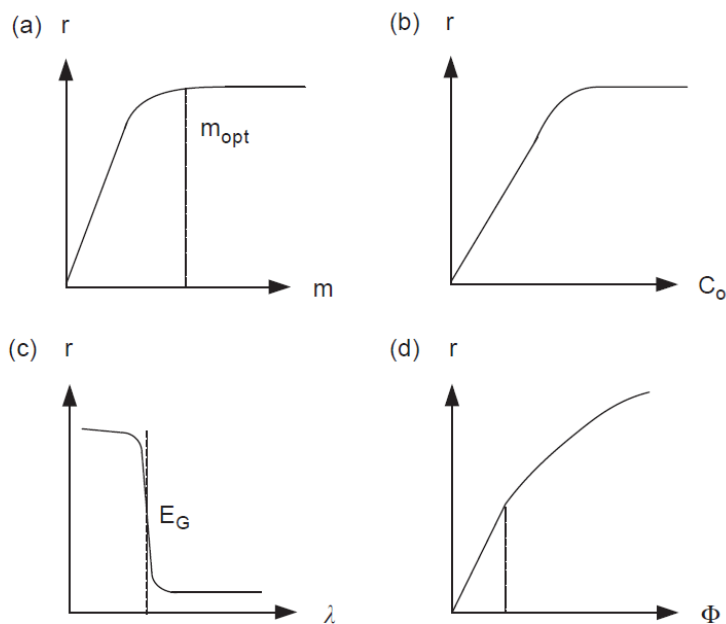 (a) r
m_opt
m
(b) r
C_o
(c) r
E_G
λ
(d) r
Φ